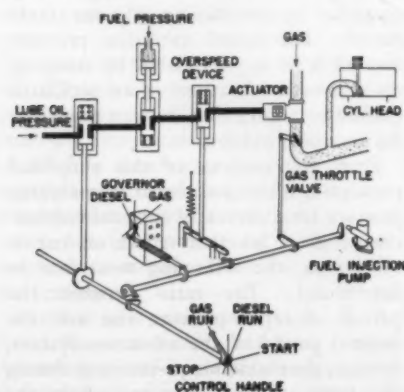 FUEL PRESSURE
GAS
OVERSPEED
DEVICE
ACTUATOR
LUBE OIL
PRESSURE
CYL. HEAD
GOVERNOR
DIESEL GAS
GAS THROTTLE
VALVE
FUEL INJECTION
PUMP
GAS
RUN
DIESEL
RUN
START
STOP
CONTROL HANDLE